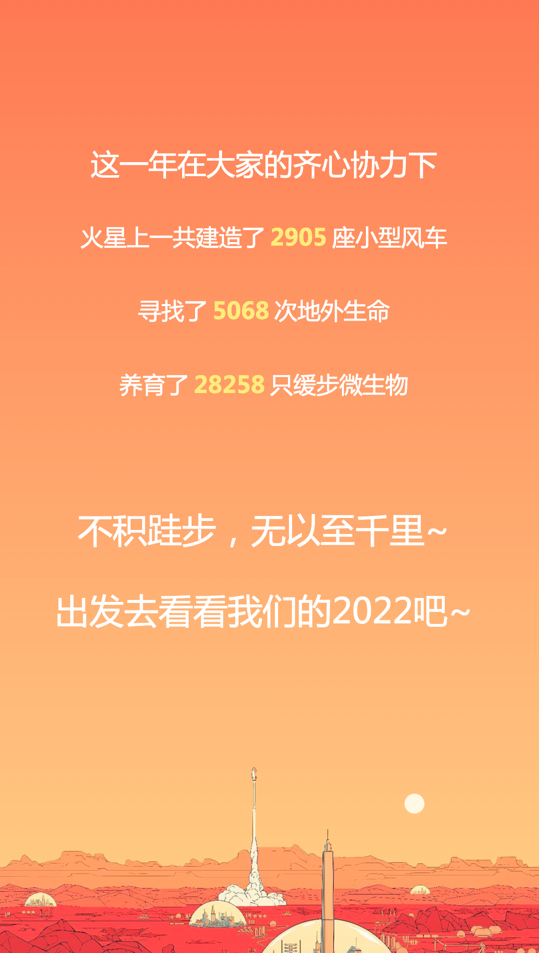 这一年在大家的齐心协力下
火星上一共建造了 2905 座小型风车
寻找了 5068 次地外生命
养育了 28258 只缓步微生物
不积跬步，无以至千里~
出发去看看我们的2022吧~